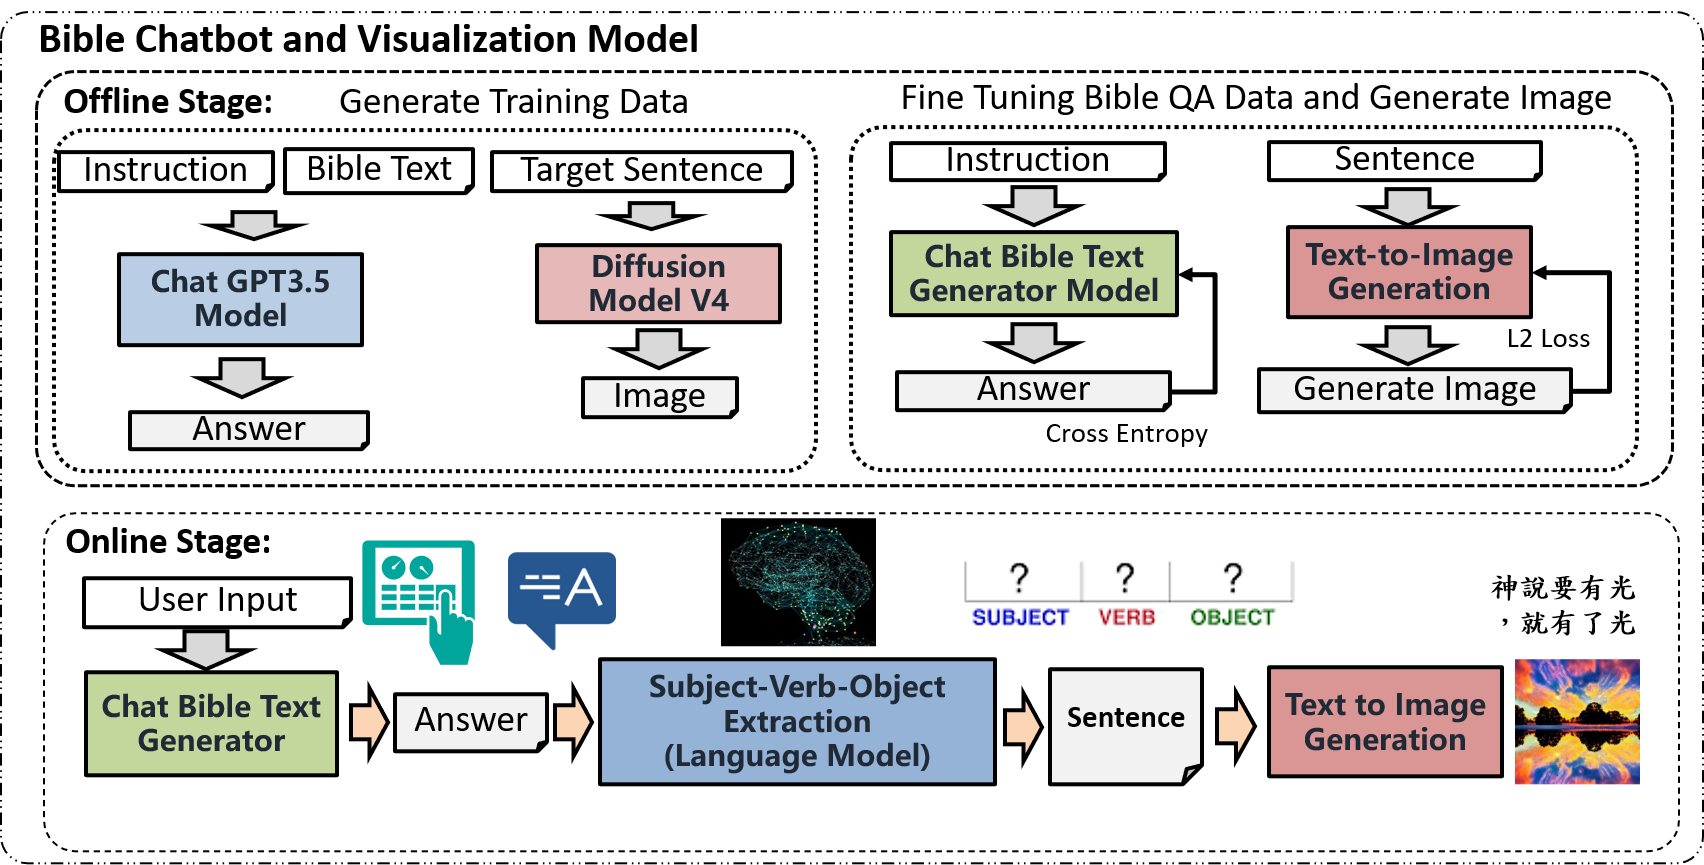 Bible Chatbot and Visualization Model
Offline Stage:
Generate Training Data
Instruction
Bible Text
Target Sentence
Chat GPT3.5
Model
Diffusion
Model V4
Answer
Image
Fine Tuning Bible QA Data and Generate Image
Instruction
Sentence
Chat Bible Text
Generator Model
Text-to-Image
Generation
L2 Loss
Answer
Generate Image
Cross Entropy
Online Stage:
User Input
A
? ? ?
SUBJECT VERB OBJECT
神說要有光
，就有了光
Chat Bible Text
Generator
Answer
Subject-Verb-Object
Extraction
(Language Model)
Sentence
Text to Image
Generation